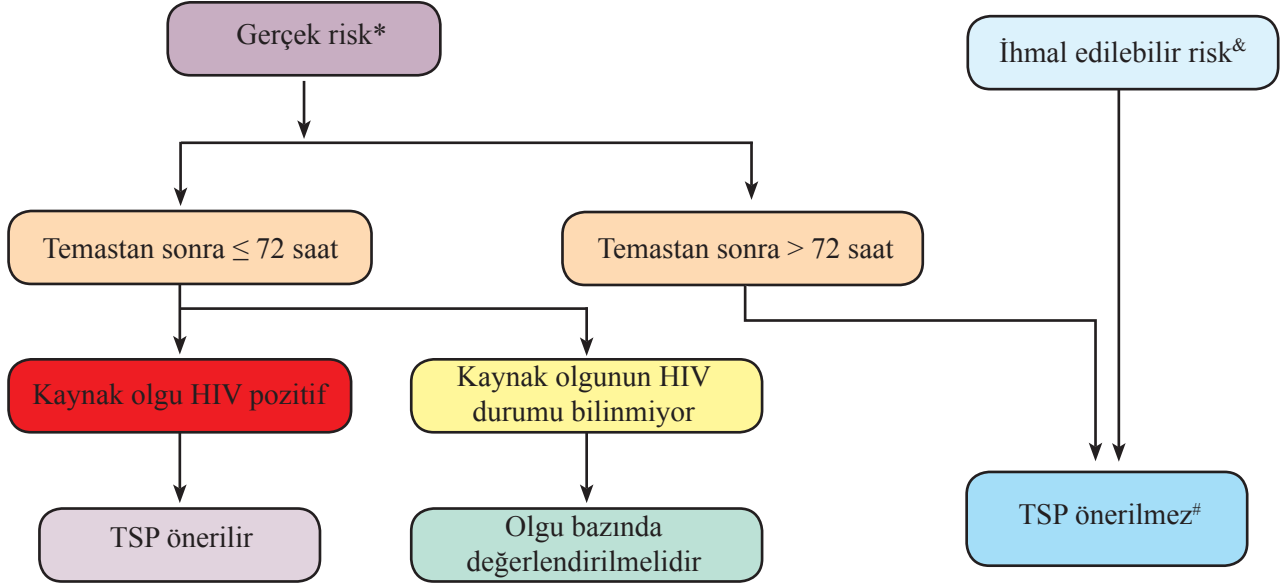 Gerçek risk*
İhmal edilebilir risk&
Temastan sonra ≤ 72 saat
Temastan sonra > 72 saat
Kaynak olgu HIV pozitif
Kaynak olgunun HIV
durumu bilinmiyor
TSP önerilir
Olgu bazında
değerlendirilmelidir
TSP önerilmez#